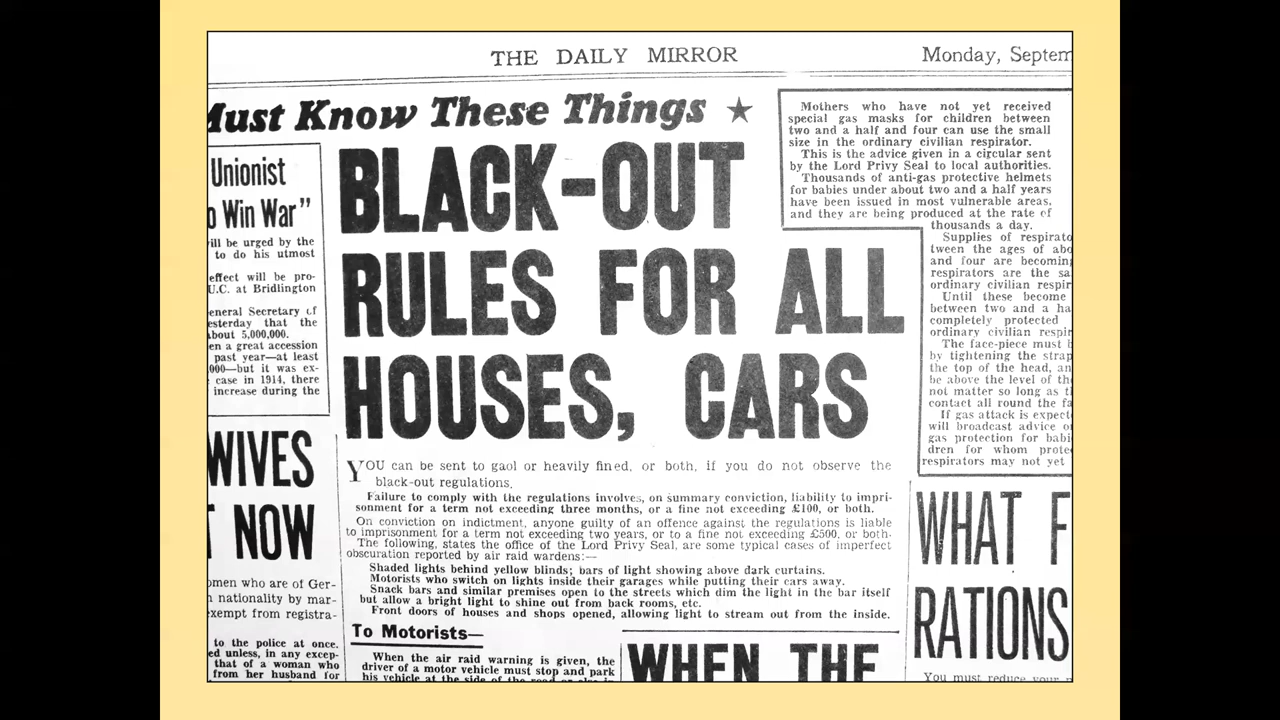 THE DAILY MIRROR
Monday, Septem
Must Know These Things ★
Unionist
o Win War"
ill be urged by the
to do his utmost
effect will be pro-
U.C. at Bridlington
eneral Secretary of
esterday that the
about 5,000,000.
en a great accession
past year—at least
000—but it was ex-
case in 1914, there
increase during the
WIVES
T NOW
omen who are of Ger-
n nationality by mar-
exempt from registra-
to the police at once.
ed unless, in any excep-
that of a woman who
from her husband for
BLACK-OUT
RULES FOR ALL
HOUSES, CARS
YOU can be sent to gaol or heavily fined, or both, if you do not observe the
black-out regulations.
Failure to comply with the regulations involves, on summary conviction, liability to impri-
sonment for a term not exceeding three months, or a fine not exceeding £100, or both.
On conviction on indictment, anyone guilty of an offence against the regulations is liable
to imprisonment for a term not exceeding two years, or to a fine not exceeding £500, or both.
The following, states the office of the Lord Privy Seal, are some typical cases of imperfect
obscuration reported by air raid wardens:—
Shaded lights behind yellow blinds; bars of light showing above dark curtains.
Motorists who switch on lights inside their garages while putting their cars away.
Snack bars and similar premises open to the streets which dim the light in the bar itself
but allow a bright light to shine out from back rooms, etc.
Front doors of houses and shops opened, allowing light to stream out from the inside.
To Motorists—
When the air raid warning is given, the
driver of a motor vehicle must stop and park
his vehicle at the side of the road or else in
WHEN THE
Mothers who have not yet received
special gas masks for children between
two and a half and four can use the small
size in the ordinary civilian respirator.
This is the advice given in a circular sent
by the Lord Privy Seal to local authorities.
Thousands of anti-gas protective helmets
for babies under about two and a half years
have been issued in most vulnerable areas,
and they are being produced at the rate of
thousands a day.
Supplies of respirato
tween the ages of abo
and four are becoming
respirators are the sa
ordinary civilian respir
Until these become
between two and a ha
completely protected
ordinary civilian respir
The face-piece must b
by tightening the strap
the top of the head, an
be above the level of the
not matter so long as th
contact all round the fa
If gas attack is expect
will broadcast advice o
gas protection for babi
dren for whom prote
respirators may not yet
WHAT F
RATIONS
You must reduce your